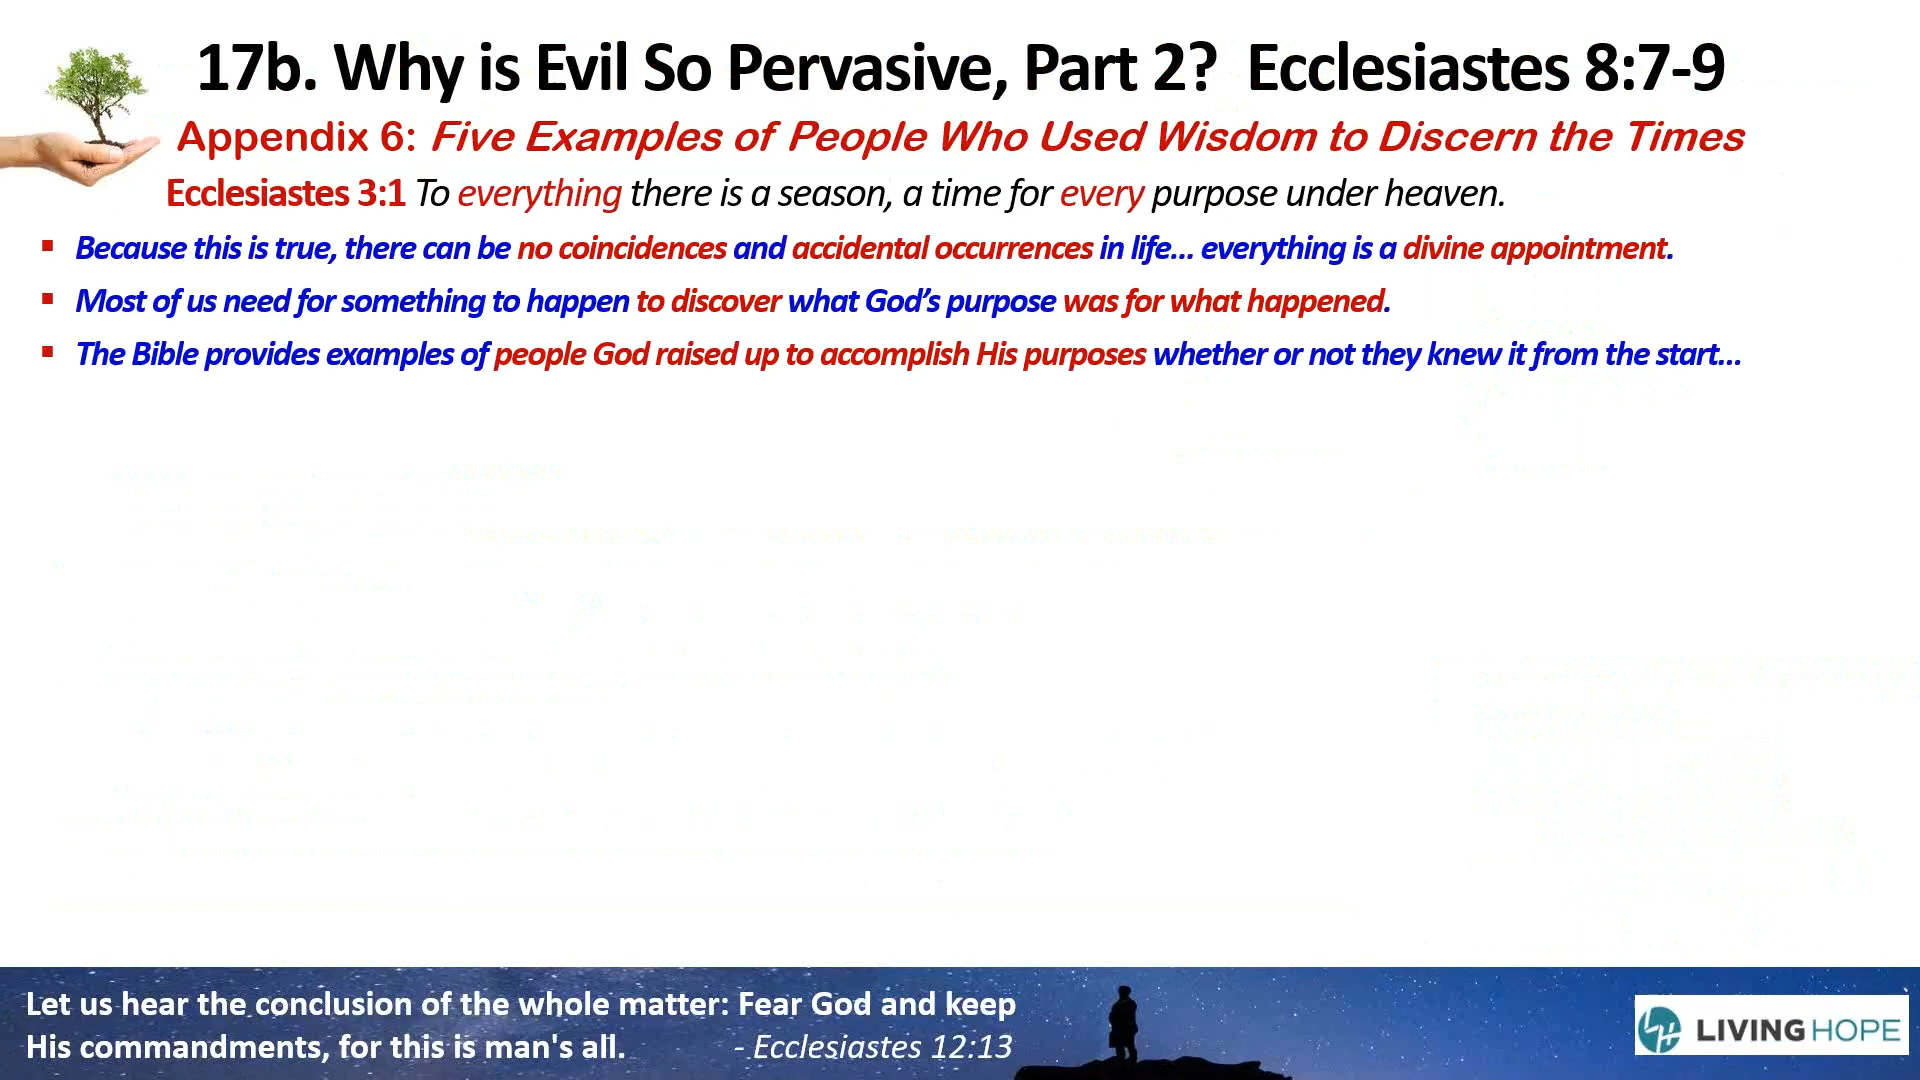 17b. Why is Evil So Pervasive, Part 2?  Ecclesiastes 8:7-9
Appendix 6: Five Examples of People Who Used Wisdom to Discern the Times
Ecclesiastes 3:1 To everything there is a season, a time for every purpose under heaven.
▪ Because this is true, there can be no coincidences and accidental occurrences in life... everything is a divine appointment.
▪ Most of us need for something to happen to discover what God’s purpose was for what happened.
▪ The Bible provides examples of people God raised up to accomplish His purposes whether or not they knew it from the start...
Let us hear the conclusion of the whole matter: Fear God and keep
His commandments, for this is man's all. - Ecclesiastes 12:13
LH LIVING HOPE